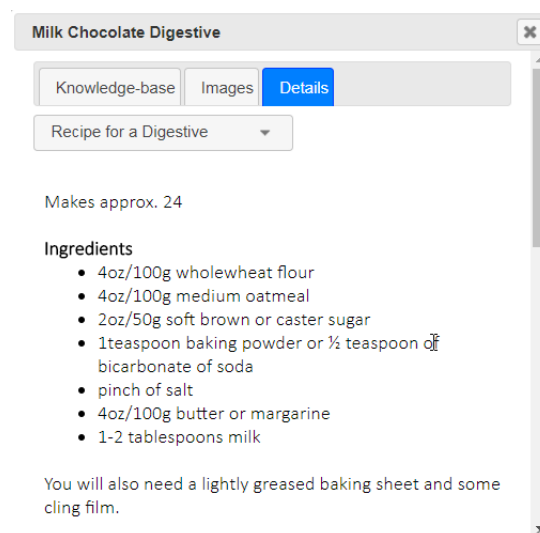 Milk Chocolate Digestive
Knowledge-base Images Details
Recipe for a Digestive
Makes approx. 24
Ingredients
• 4oz/100g wholewheat flour
• 4oz/100g medium oatmeal
• 2oz/50g soft brown or caster sugar
• 1teaspoon baking powder or ½ teaspoon of
bicarbonate of soda
• pinch of salt
• 4oz/100g butter or margarine
• 1-2 tablespoons milk
You will also need a lightly greased baking sheet and some
cling film.